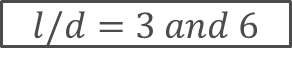 l/d = 3 and 6